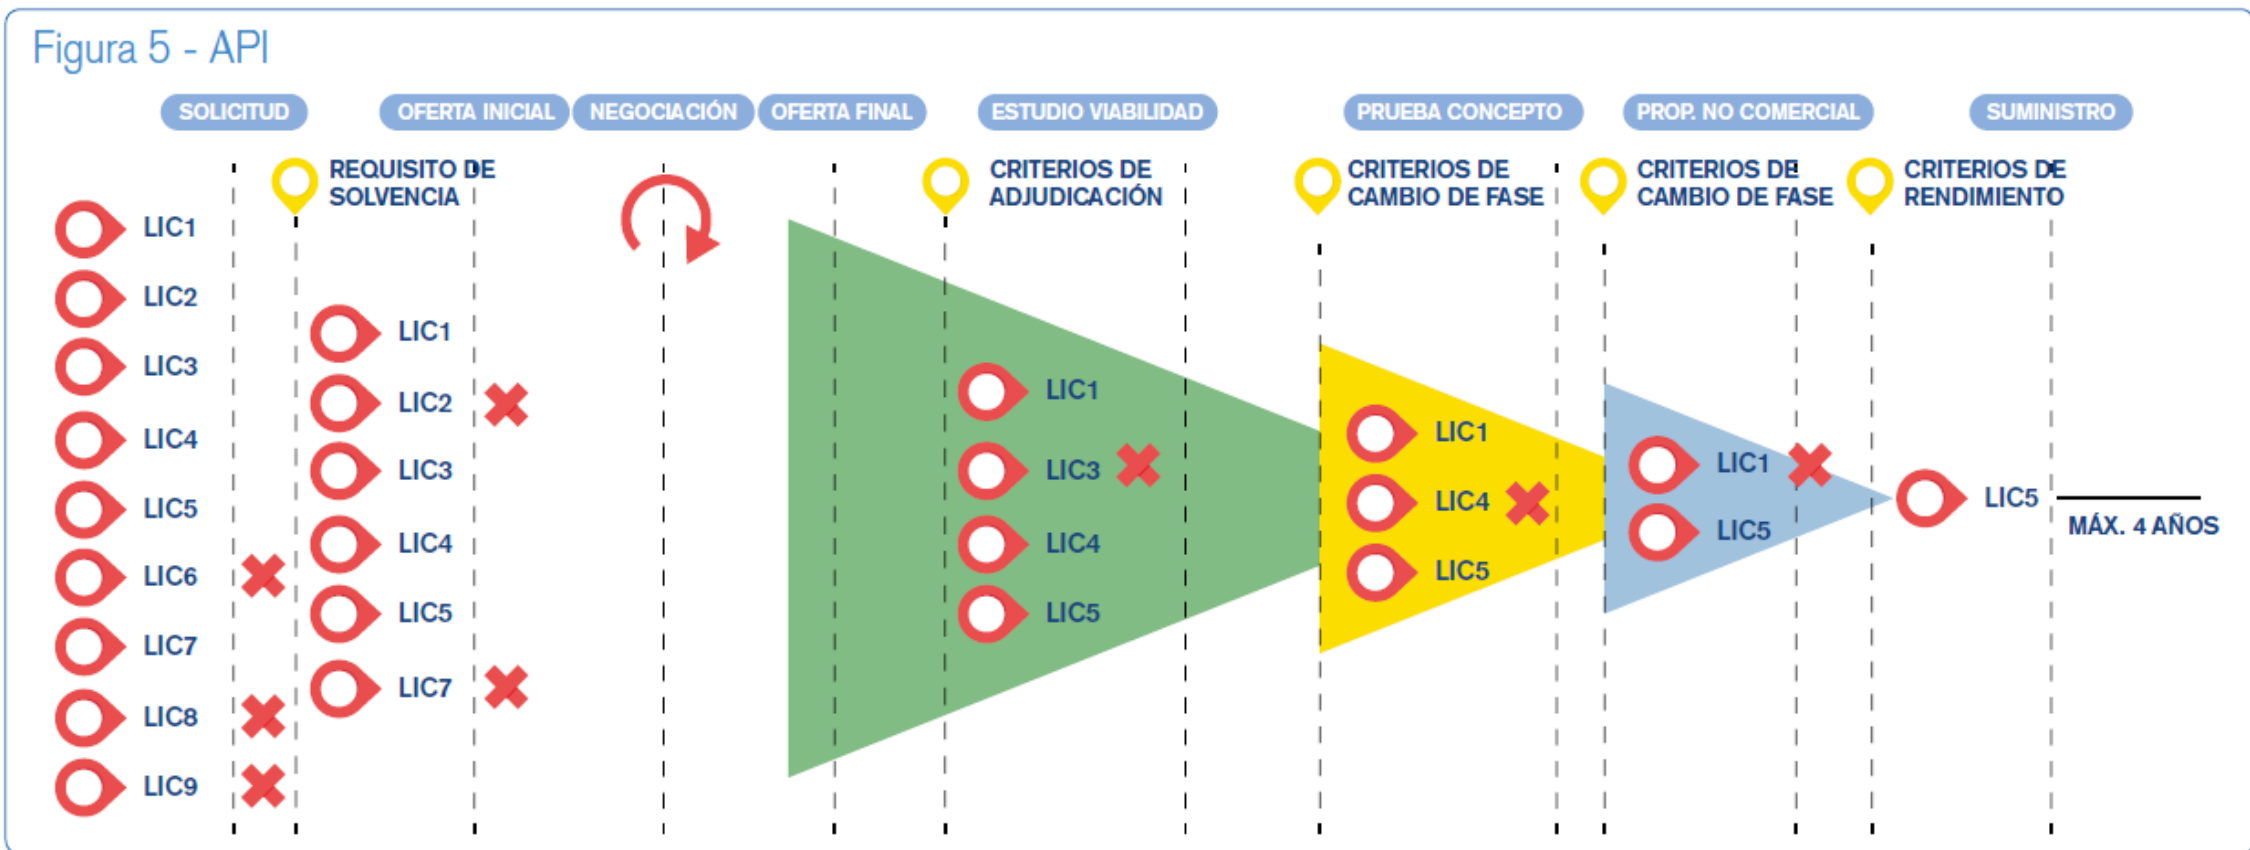 Figura 5 - API
SOLICITUD
OFERTA INICIAL
NEGOCIACIÓN
OFERTA FINAL
ESTUDIO VIABILIDAD
PRUEBA CONCEPTO
PROP. NO COMERCIAL
SUMINISTRO
REQUISITO DE
SOLVENCIA
CRITERIOS DE
ADJUDICACIÓN
CRITERIOS DE
CAMBIO DE FASE
CRITERIOS DE
CAMBIO DE FASE
CRITERIOS DE
RENDIMIENTO
LIC1
LIC2
LIC3
LIC4
LIC5
LIC6
LIC7
LIC8
LIC9
LIC1
LIC2
LIC3
LIC4
LIC5
LIC7
LIC1
LIC3
LIC4
LIC5
LIC1
LIC4
LIC5
LIC1
LIC5
LIC5
MÁX. 4 AÑOS